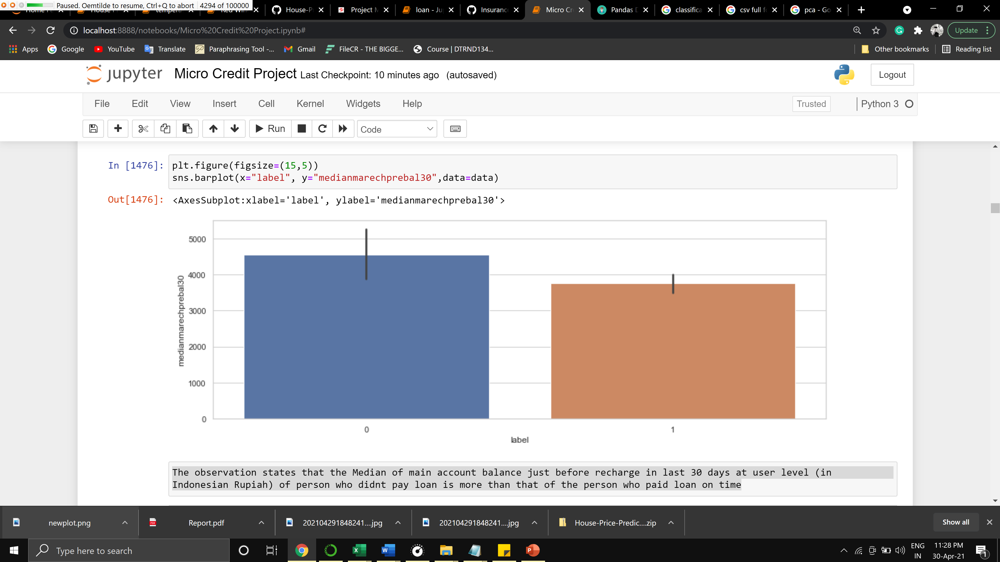 Paused. Oemtilde to resume, Ctrl+Q to abort 4294 of 100000
House-P Project M loan - Ju Insurance Micro Cr Pandas D classifica csv full fo pca - Go
localhost:8888/notebooks/Micro%20Credit%20Project.ipynb#
Update
Apps Google YouTube Translate Paraphrasing Tool -... Gmail FileCR - THE BIGGE... Course | DTRND134... Other bookmarks Reading list
jupyter Micro Credit Project Last Checkpoint: 10 minutes ago (autosaved)
Logout
File Edit View Insert Cell Kernel Widgets Help Trusted Python 3
Run Code
In [1476]: plt.figure(figsize=(15,5))
sns.barplot(x="label", y="medianmarechprebal30",data=data)
Out[1476]: <AxesSubplot:xlabel='label', ylabel='medianmarechprebal30'>
medianmarechprebal30
5000
4000
3000
2000
1000
0
0 1
label
The observation states that the Median of main account balance just before recharge in last 30 days at user level (in
Indonesian Rupiah) of person who didnt pay loan is more than that of the person who paid loan on time
newplot.png Report.pdf 202104291848241....jpg 202104291848241....jpg House-Price-Predic....zip Show all
Type here to search
ENG
IN
11:28 PM
30-Apr-21
1